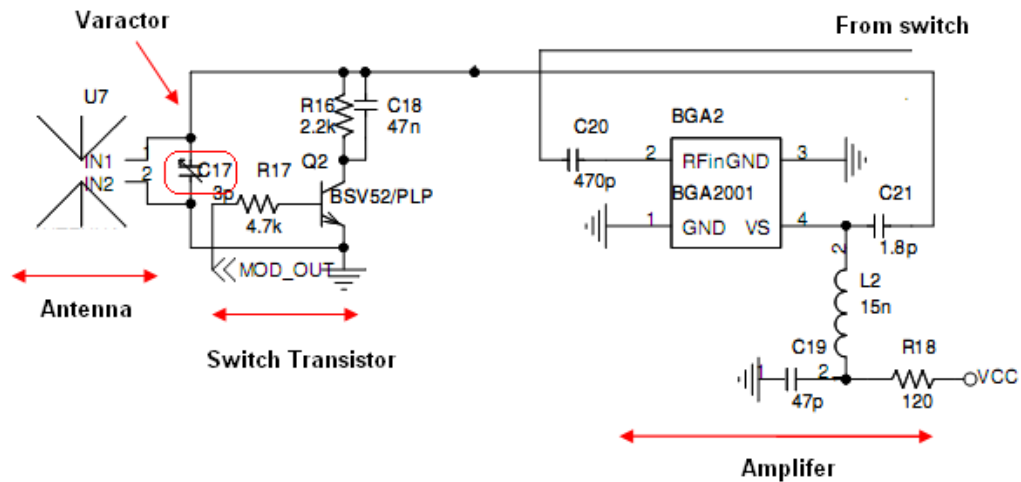 Varactor
From switch
U7
R16
2.2k
C18
47n
C20
BGA2
IN1
1
2
IN2
C17
3p
R17
4.7k
Q2
BSV52/PLP
470p
2
RFinGND
3
BGA2001
1
GND VS
4
C21
1.8p
MOD_OUT
2
L2
15n
Antenna
Switch Transistor
C19
R18
1
2
47p
120
VCC
Amplifer